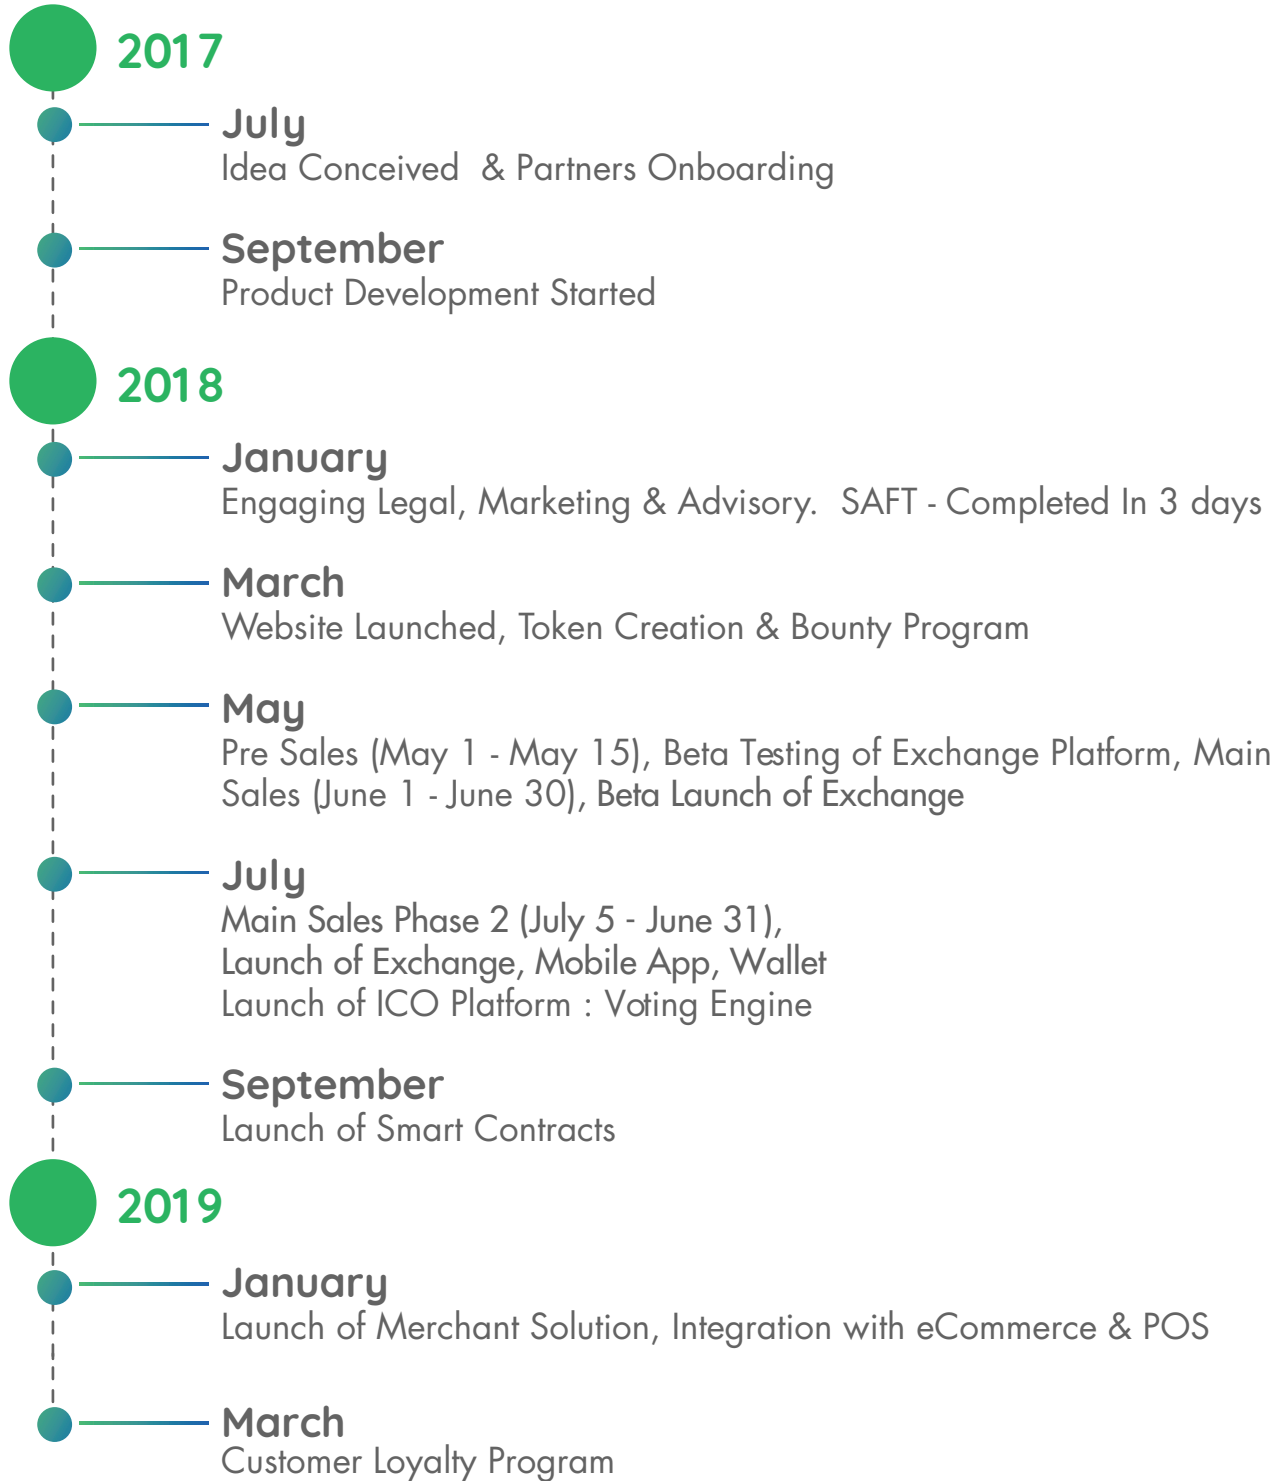 2017
July
Idea Conceived & Partners Onboarding
September
Product Development Started
2018
January
Engaging Legal, Marketing & Advisory. SAFT - Completed In 3 days
March
Website Launched, Token Creation & Bounty Program
May
Pre Sales (May 1 - May 15), Beta Testing of Exchange Platform, Main
Sales (June 1 - June 30), Beta Launch of Exchange
July
Main Sales Phase 2 (July 5 - June 31),
Launch of Exchange, Mobile App, Wallet
Launch of ICO Platform : Voting Engine
September
Launch of Smart Contracts
2019
January
Launch of Merchant Solution, Integration with eCommerce & POS
March
Customer Loyalty Program